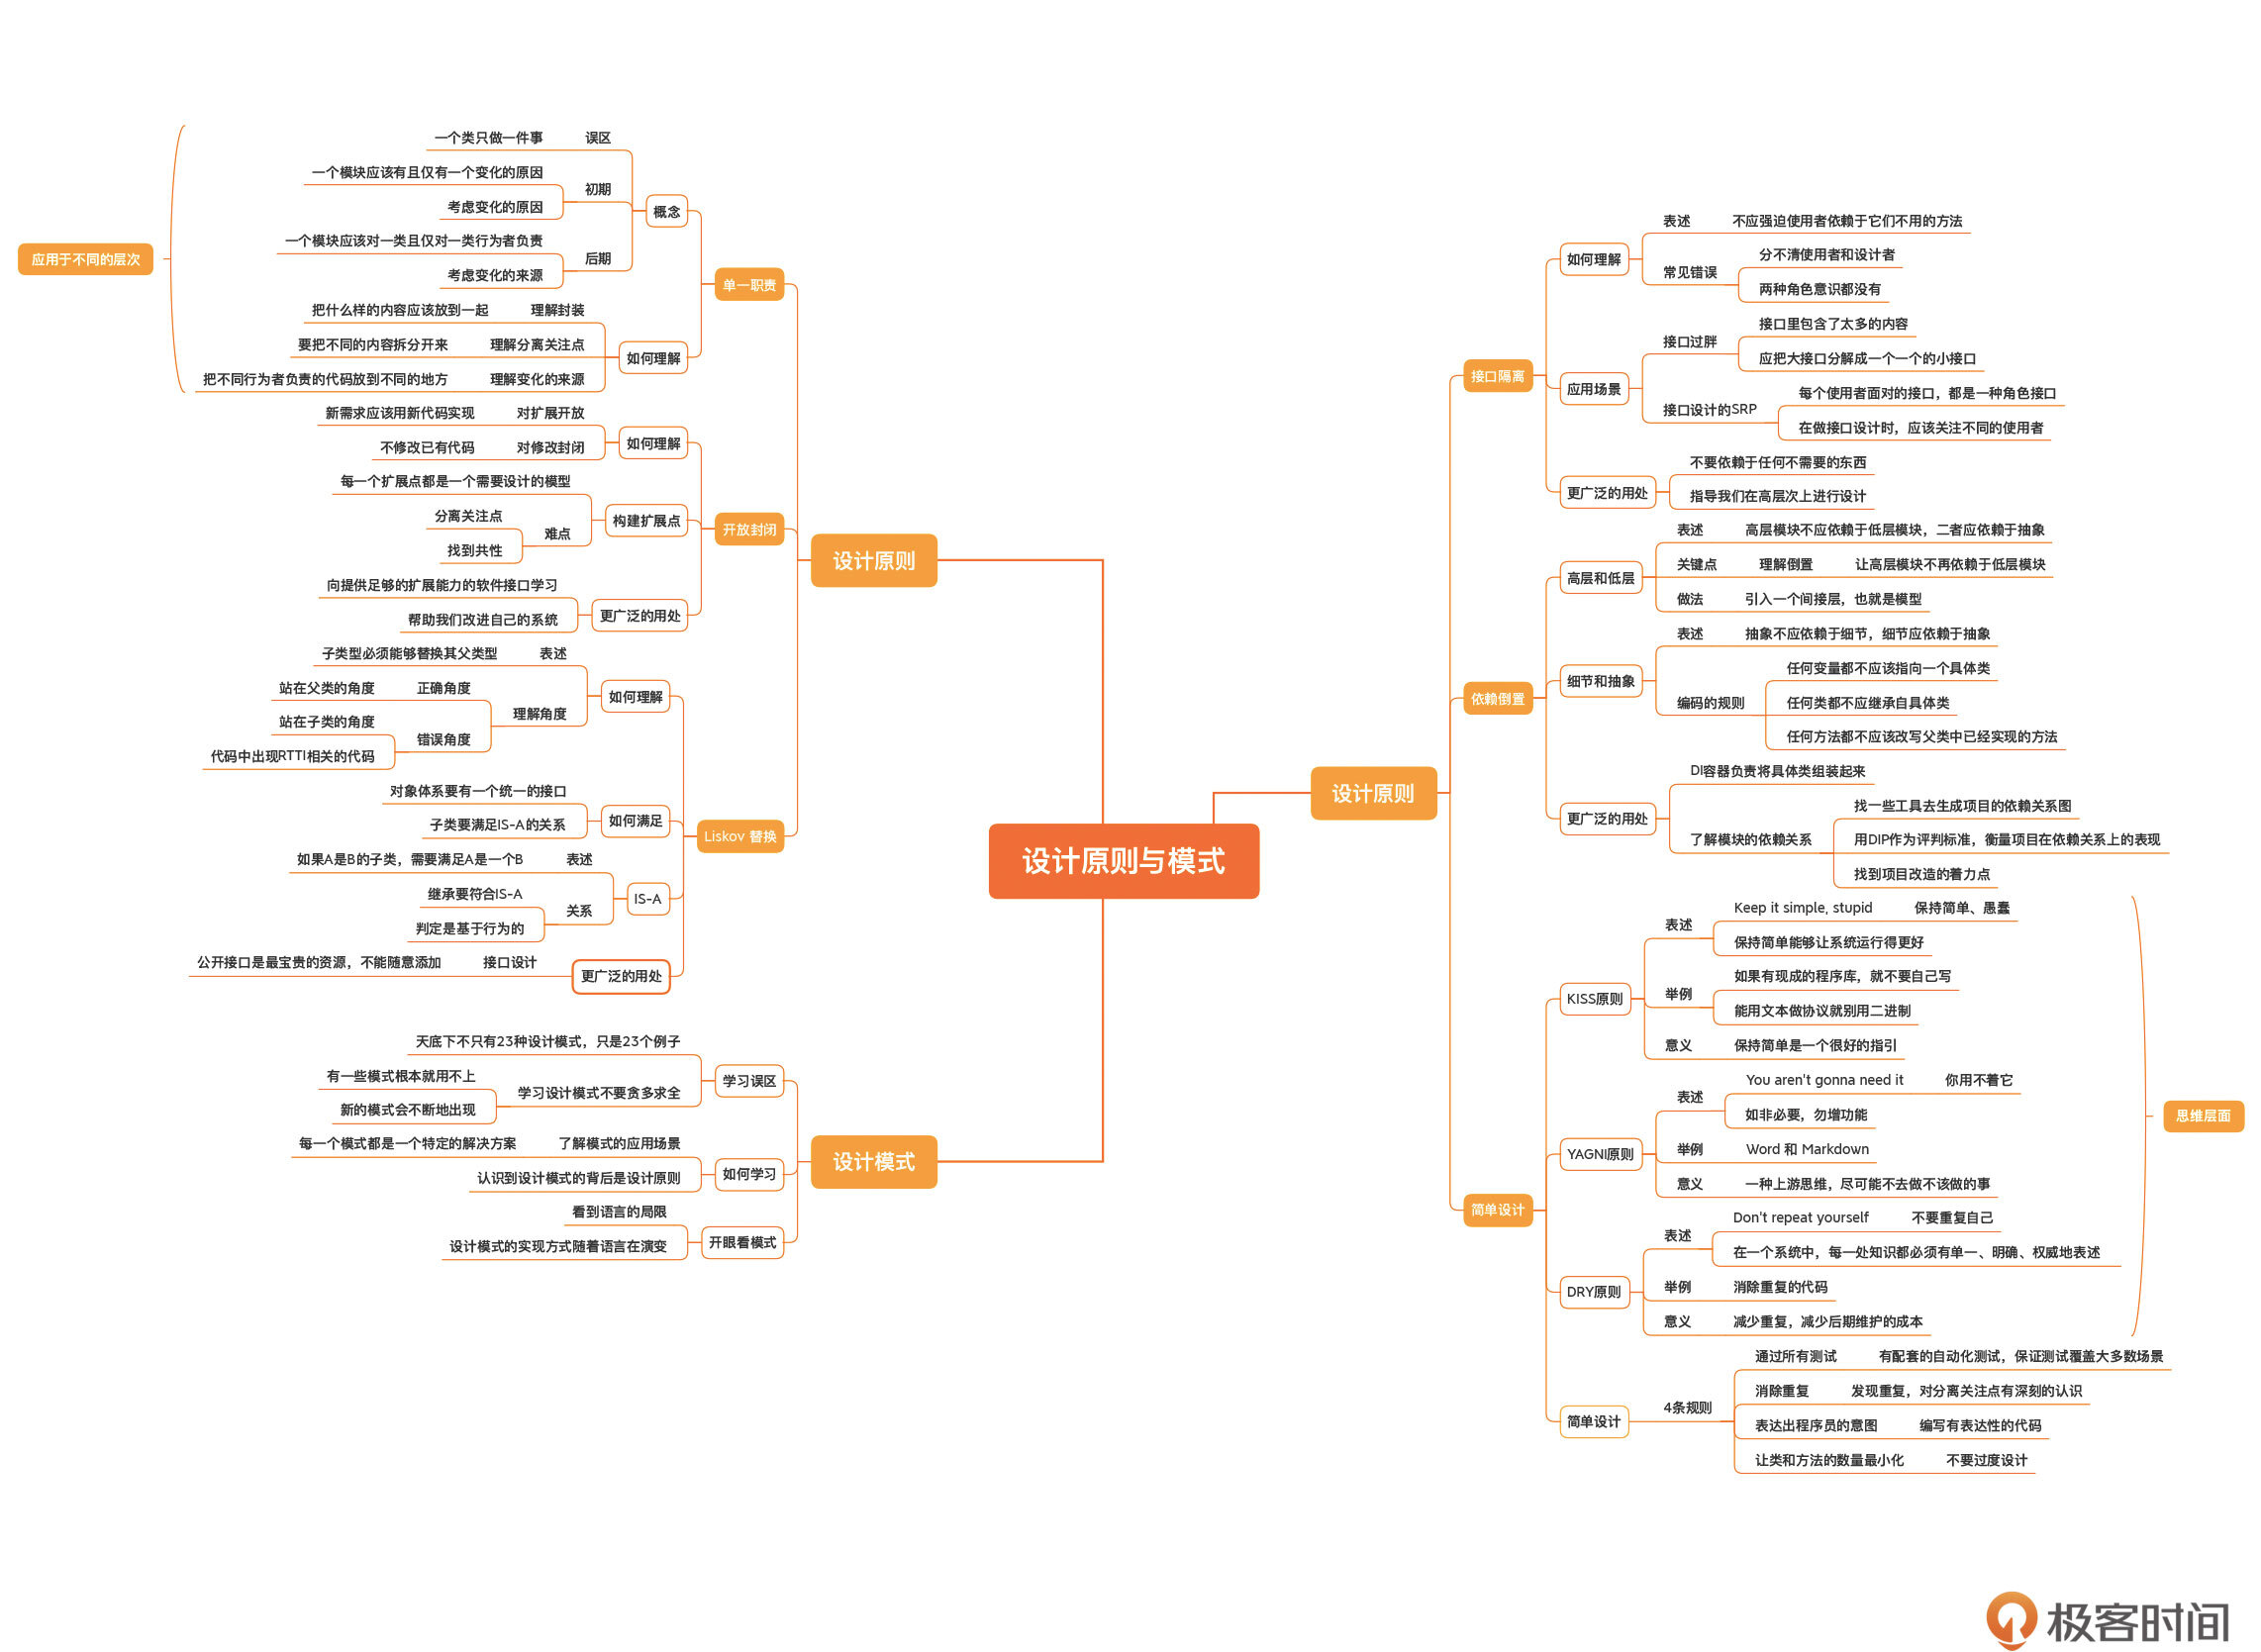 设计原则与模式
设计原则
单一职责
概念
误区
一个类只做一件事
初期
一个模块应该有且仅有一个变化的原因
考虑变化的原因
后期
一个模块应该对一类且仅对一类行为者负责
考虑变化的来源
如何理解
理解封装
把什么样的内容应该放到一起
理解分离关注点
要把不同的内容拆分开来
理解变化的来源
把不同行为者负责的代码放到不同的地方
应用于不同的层次
开放封闭
如何理解
对扩展开放
新需求应该用新代码实现
对修改封闭
不修改已有代码
构建扩展点
每一个扩展点都是一个需要设计的模型
难点
分离关注点
找到共性
更广泛的用处
向提供足够的扩展能力的软件接口学习
帮助我们改进自己的系统
Liskov 替换
如何理解
表述
子类型必须能够替换其父类型
理解角度
正确角度
站在父类的角度
错误角度
站在子类的角度
代码中出现RTTI相关的代码
如何满足
对象体系要有一个统一的接口
子类要满足IS-A的关系
IS-A
表述
如果A是B的子类，需要满足A是一个B
关系
继承要符合IS-A
判定是基于行为的
更广泛的用处
接口设计
公开接口是最宝贵的资源，不能随意添加
设计模式
学习误区
天底下不只有23种设计模式，只是23个例子
学习设计模式不要贪多求全
有一些模式根本就用不上
新的模式会不断地出现
如何学习
了解模式的应用场景
每一个模式都是一个特定的解决方案
认识到设计模式的背后是设计原则
开眼看模式
看到语言的局限
设计模式的实现方式随着语言在演变
设计原则
接口隔离
如何理解
表述
不应强迫使用者依赖于它们不用的方法
常见错误
分不清使用者和设计者
两种角色意识都没有
应用场景
接口过胖
接口里包含了太多的内容
应把大接口分解成一个一个的小接口
接口设计的SRP
每个使用者面对的接口，都是一种角色接口
在做接口设计时，应该关注不同的使用者
更广泛的用处
不要依赖于任何不需要的东西
指导我们在高层次上进行设计
依赖倒置
高层和低层
表述
高层模块不应依赖于低层模块，二者应依赖于抽象
关键点
理解倒置
让高层模块不再依赖于低层模块
做法
引入一个间接层，也就是模型
细节和抽象
表述
抽象不应依赖于细节，细节应依赖于抽象
编码的规则
任何变量都不应该指向一个具体类
任何类都不应继承自具体类
任何方法都不应该改写父类中已经实现的方法
更广泛的用处
DI容器负责将具体类组装起来
了解模块的依赖关系
找一些工具去生成项目的依赖关系图
用DIP作为评判标准，衡量项目在依赖关系上的表现
找到项目改造的着力点
简单设计
KISS原则
表述
Keep it simple, stupid
保持简单、愚蠢
保持简单能够让系统运行得更好
举例
如果有现成的程序库，就不要自己写
能用文本做协议就别用二进制
意义
保持简单是一个很好的指引
YAGNI原则
表述
You aren't gonna need it
你用不着它
如非必要，勿增功能
举例
Word 和 Markdown
意义
一种上游思维，尽可能不去做不该做的事
DRY原则
表述
Don't repeat yourself
不要重复自己
在一个系统中，每一处知识都必须有单一、明确、权威地表述
举例
消除重复的代码
意义
减少重复，减少后期维护的成本
思维层面
简单设计
4条规则
通过所有测试
有配套的自动化测试，保证测试覆盖大多数场景
消除重复
发现重复，对分离关注点有深刻的认识
表达出程序员的意图
编写有表达性的代码
让类和方法的数量最小化
不要过度设计
极客时间